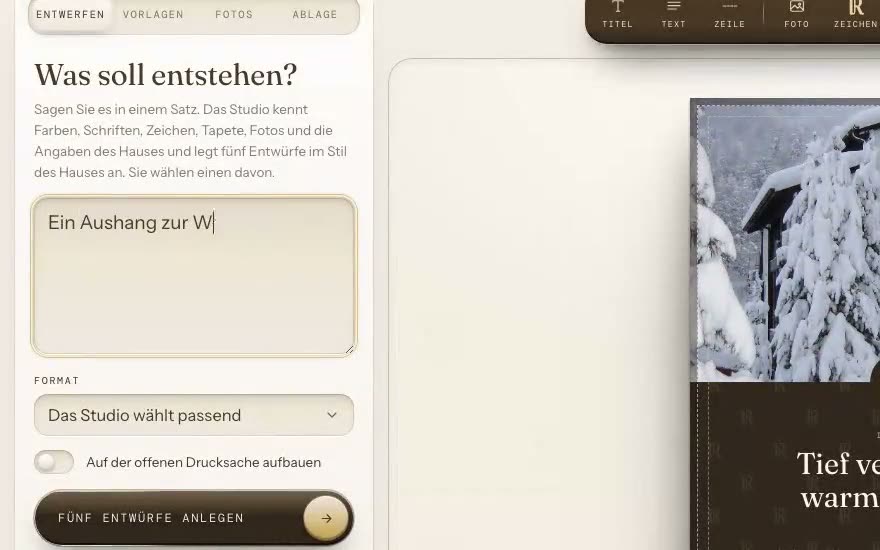 ENTWERFEN VORLAGEN FOTOS ABLAGE
TITEL TEXT ZEILE FOTO ZEICHEN
Was soll entstehen?
Sagen Sie es in einem Satz. Das Studio kennt
Farben, Schriften, Zeichen, Tapete, Fotos und die
Angaben des Hauses und legt fünf Entwürfe im Stil
des Hauses an. Sie wählen einen davon.
Ein Aushang zur W
FORMAT
Das Studio wählt passend
Auf der offenen Drucksache aufbauen
FÜNF ENTWÜRFE ANLEGEN
Tief ve
warm